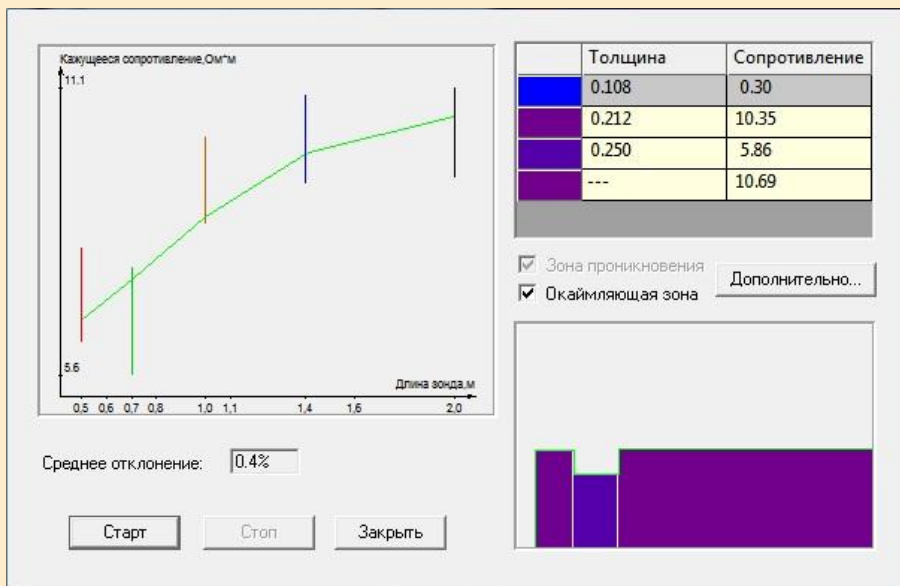 Кажущееся сопротивление,Ом*м
11.1
5.6
Длина зонда,м
0,5 0,6 0,7 0,8 1,0 1,1 1,4 1,6 2,0
Среднее отклонение: 0.4%
Старт Стоп Закрыть
Толщина Сопротивление
0.108 0.30
0.212 10.35
0.250 5.86
--- 10.69
Зона проникновения
Окаймляющая зона
Дополнительно...